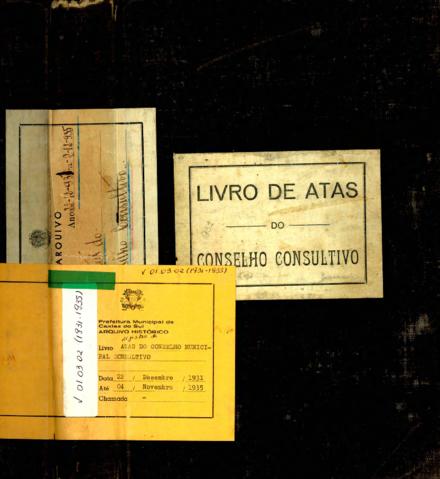 LIVRO DE ATAS
DO
CONSELHO CONSULTIVO
ARQUIVO
√ 01.03.02 (1931-1935)
√ 01 03 02 (1931-1935)
Prefeitura Municipal de
Caxias do Sul
ARQUIVO HISTÓRICO
Livro ATAS DO CONSELHO MUNICI-
PAL CONSULTIVO
Data 22 / Dezembro / 1931
Até 04 / Novembro / 1935
Chamada -